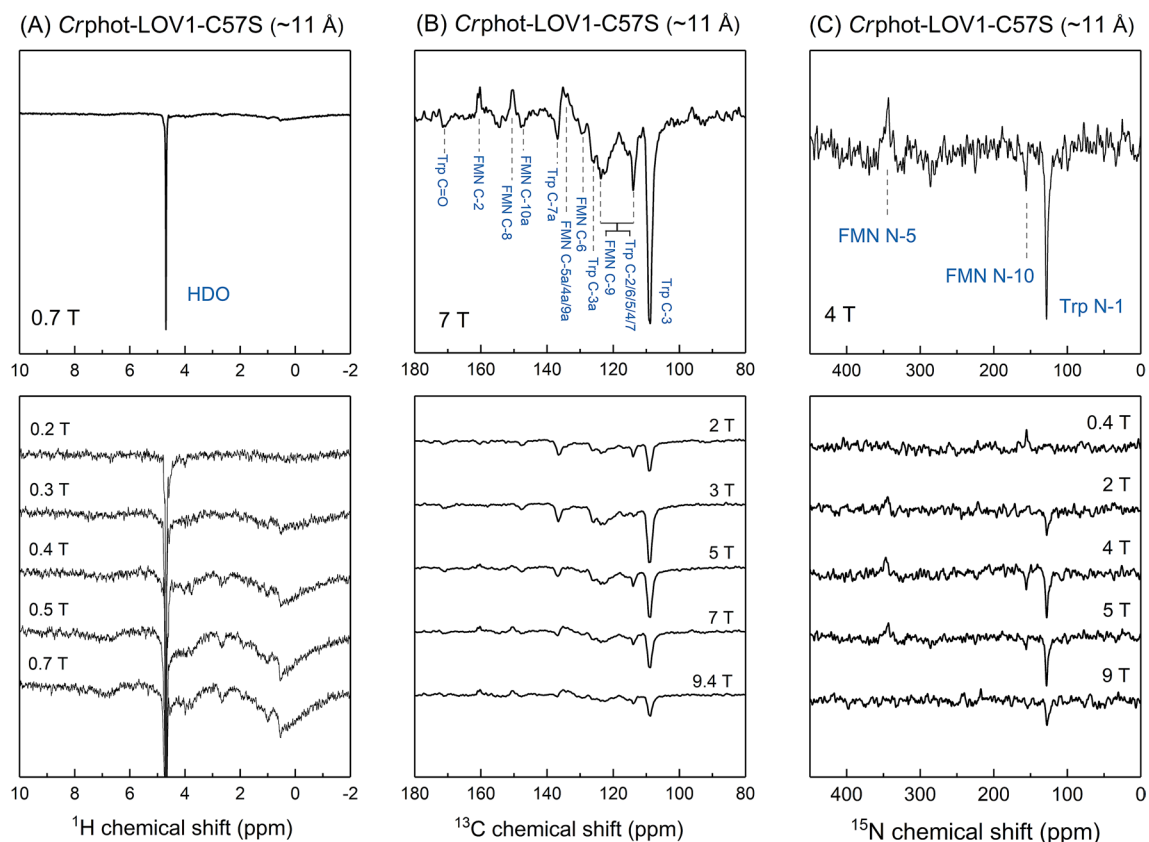 (A) Crphot-LOV1-C57S (~11 Å)
HDO
0.7 T
10 8 6 4 2 0 -2
0.2 T
0.3 T
0.4 T
0.5 T
0.7 T
10 8 6 4 2 0 -2
¹H chemical shift (ppm)
(B) Crphot-LOV1-C57S (~11 Å)
Trp C=O
FMN C-2
FMN C-8
FMN C-10a
Trp C-7a
FMN C-5a/4a/9a
FMN C-6
Trp C-3a
FMN C-9
Trp C-2/6/5/4/7
Trp C-3
7 T
180 160 140 120 100 80
2 T
3 T
5 T
7 T
9.4 T
180 160 140 120 100 80
¹³C chemical shift (ppm)
(C) Crphot-LOV1-C57S (~11 Å)
FMN N-5
FMN N-10
Trp N-1
4 T
400 300 200 100 0
0.4 T
2 T
4 T
5 T
9 T
400 300 200 100 0
¹⁵N chemical shift (ppm)